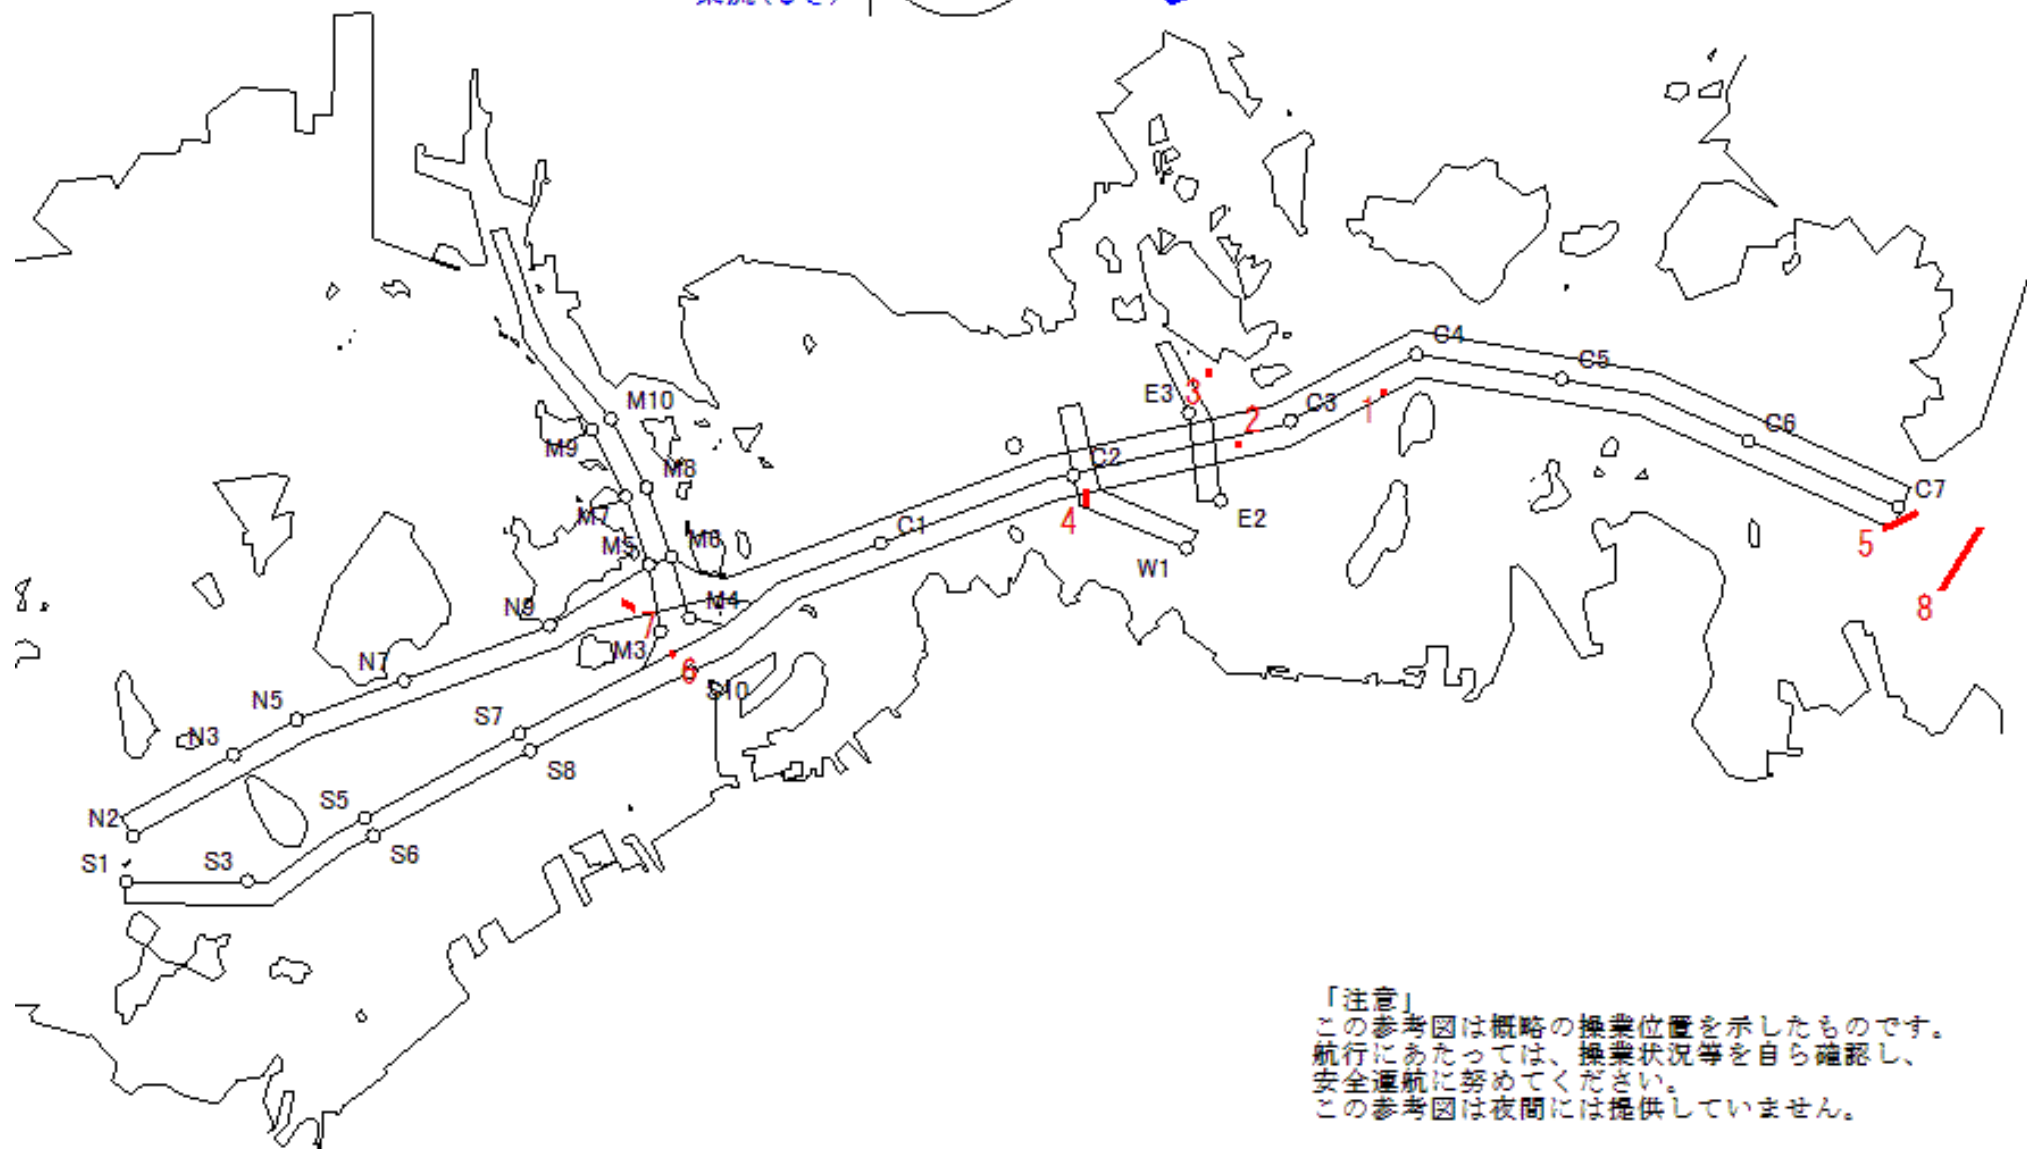 C4
C5
M10
E3
3
1
2
C3
C6
M9
M8
C2
C7
M7
4
E2
5
C1
M5
M6
W1
N9
M4
8
7
M3
N7
6
S10
N5
S7
N3
S8
S5
N2
S6
S1
S3
「注意」
この参考図は概略の操業位置を示したものです。
航行にあたっては、操業状況等を自ら確認し、
安全運航に努めてください。
この参考図は夜間には提供していません。